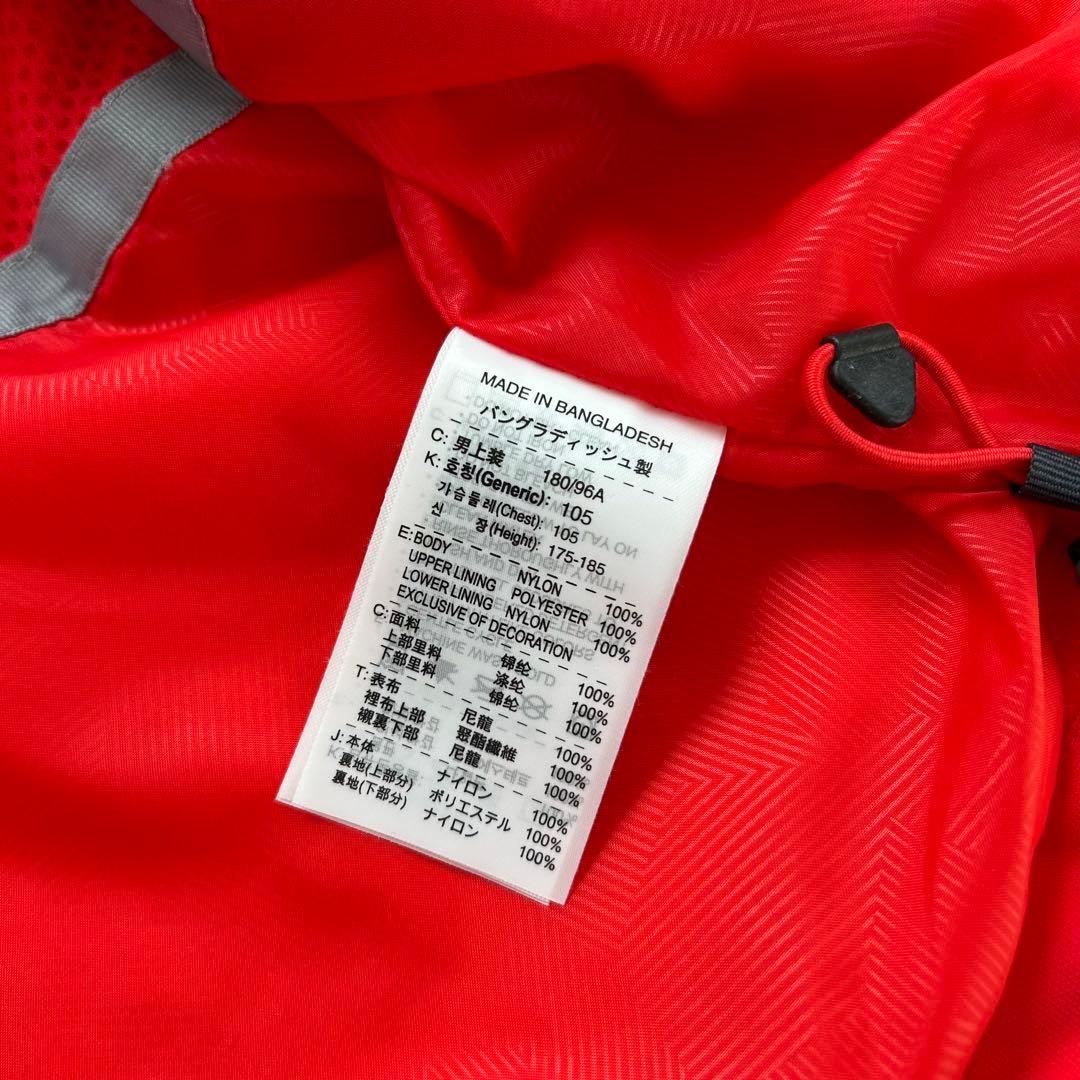 MADE IN BANGLADESH
バングラディッシュ製
C: 男上装 180/96A
K: 호칭(Generic): 105
가슴둘레(Chest): 105
신 장(Height): 175-185
E: BODY NYLON 100%
UPPER LINING POLYESTER 100%
LOWER LINING NYLON 100%
EXCLUSIVE OF DECORATION
C: 面料 锦纶 100%
上部里料 涤纶 100%
下部里料 锦纶 100%
T: 表布 尼龍 100%
裡布上部 聚酯纖維 100%
襯裏下部 尼龍 100%
J: 本体 ナイロン 100%
裏地(上部分) ポリエステル 100%
裏地(下部分) ナイロン 100%